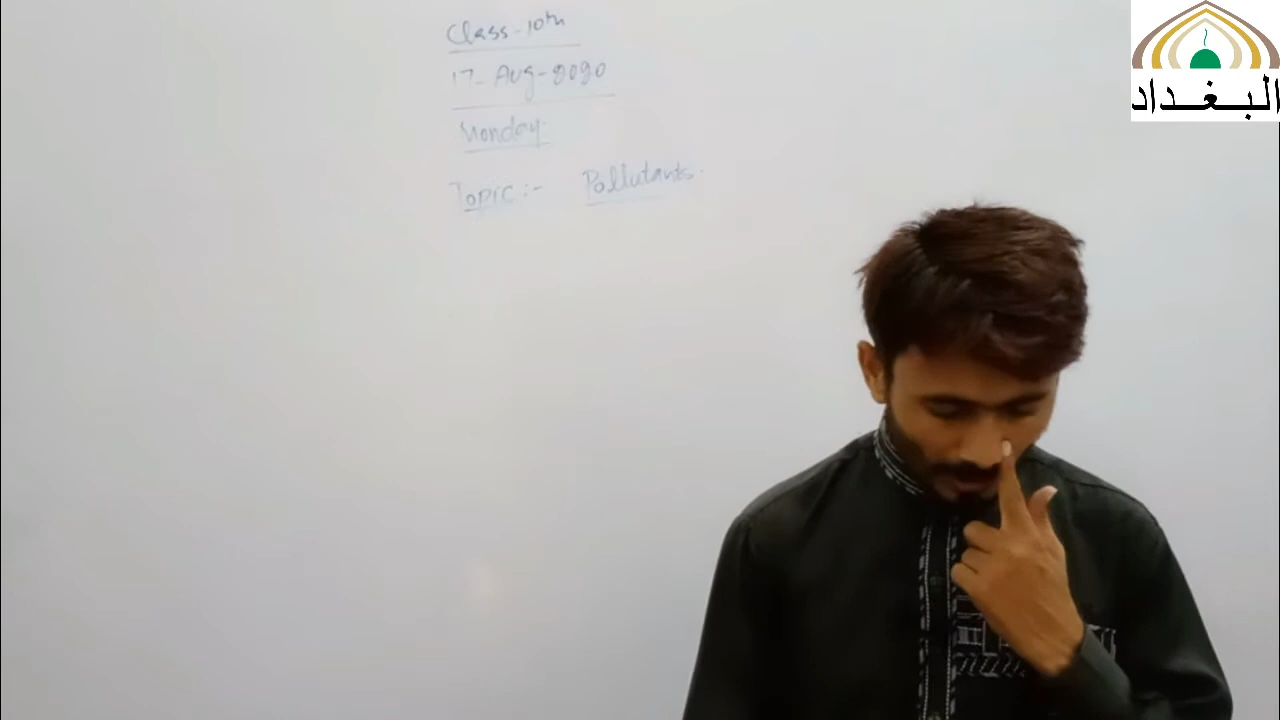 Class-10th
17-Aug-2020
Monday.
Topic:- Pollutants.
البغداد